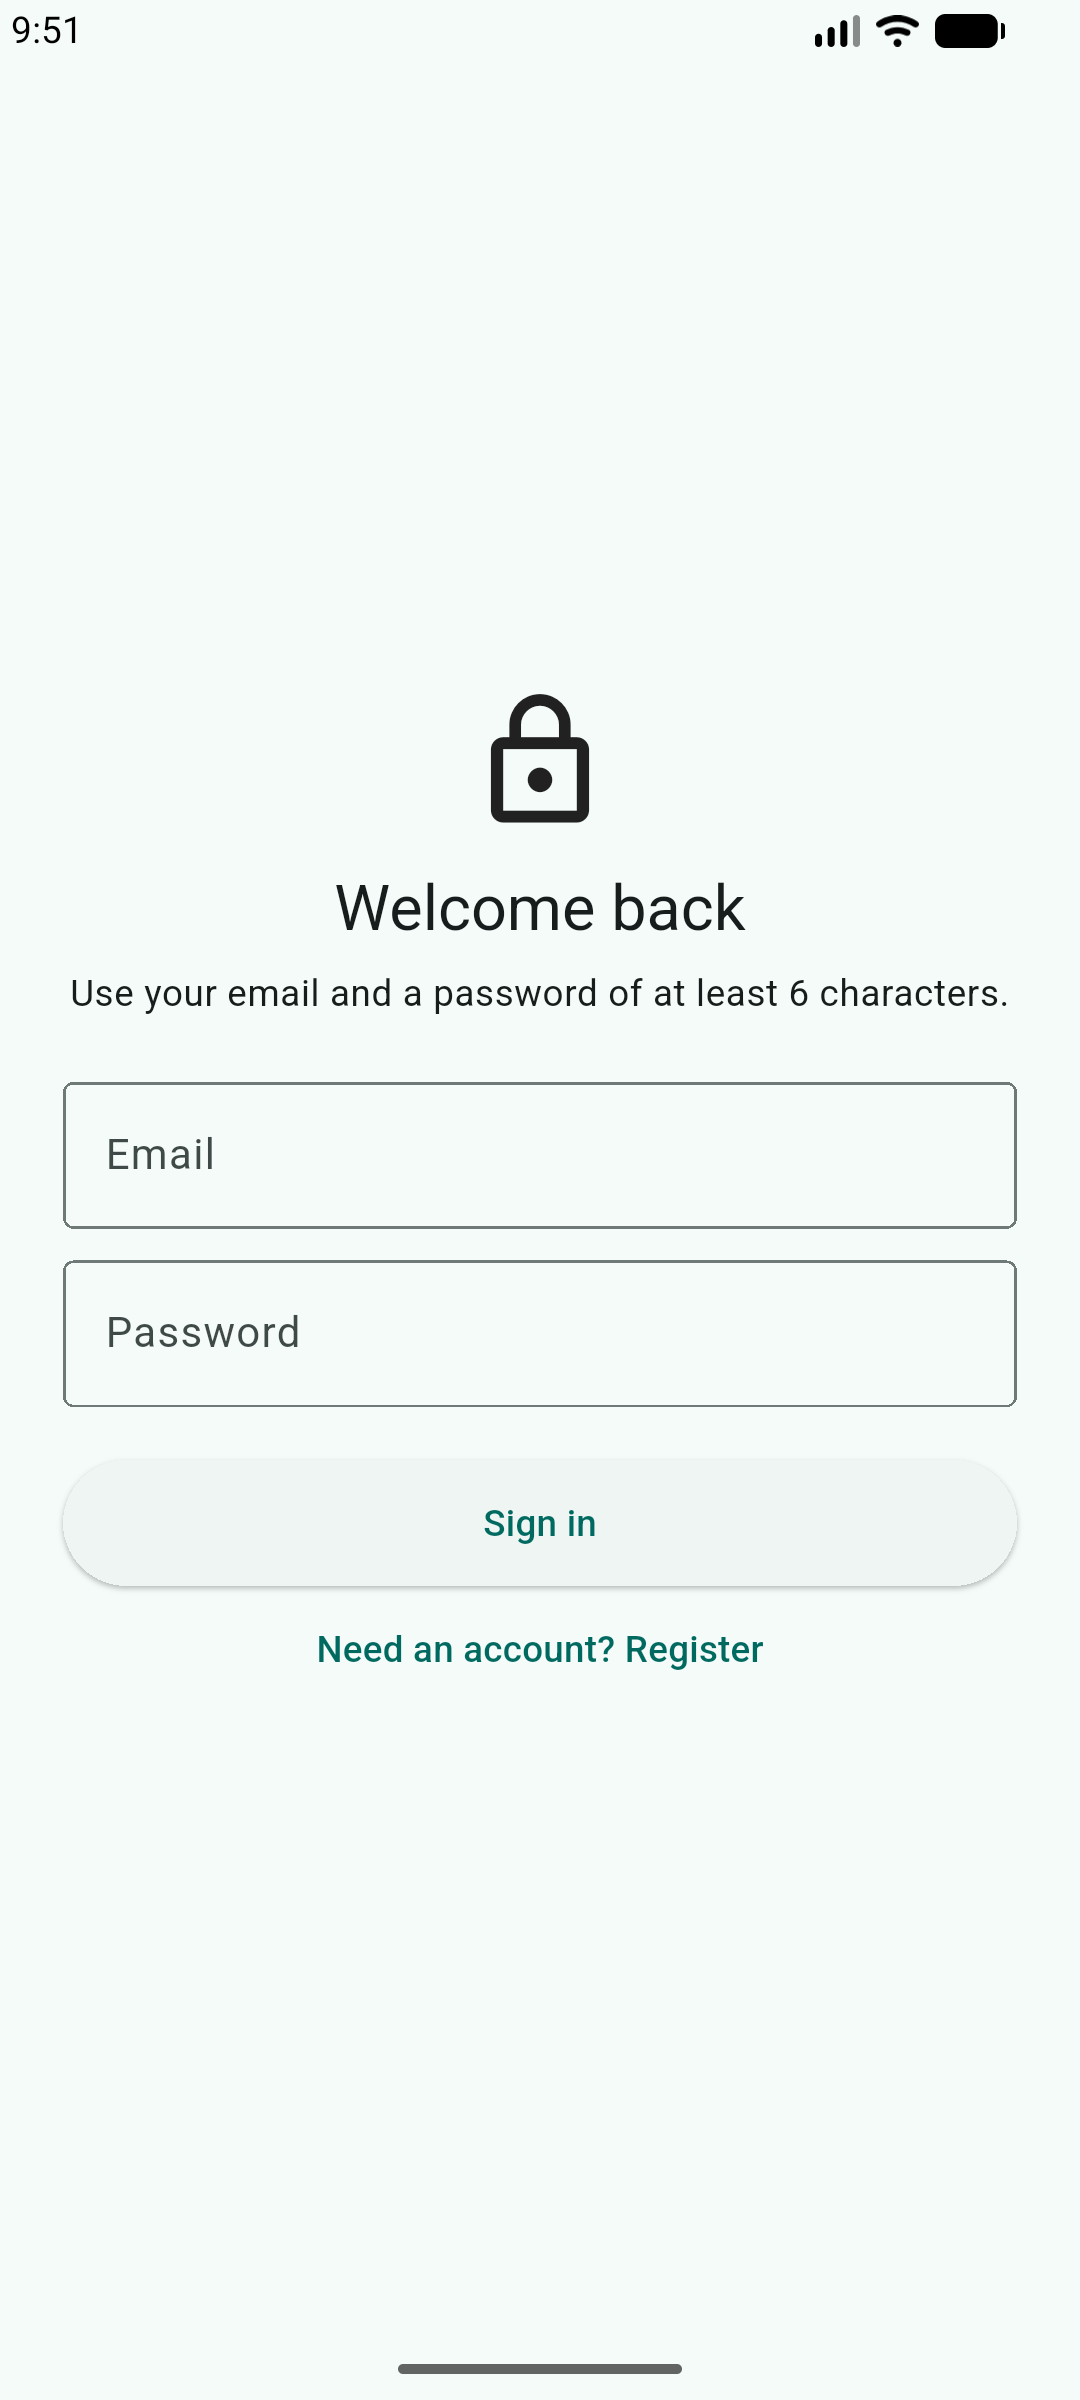 9:51
Welcome back
Use your email and a password of at least 6 characters.
Email
Password
Sign in
Need an account? Register